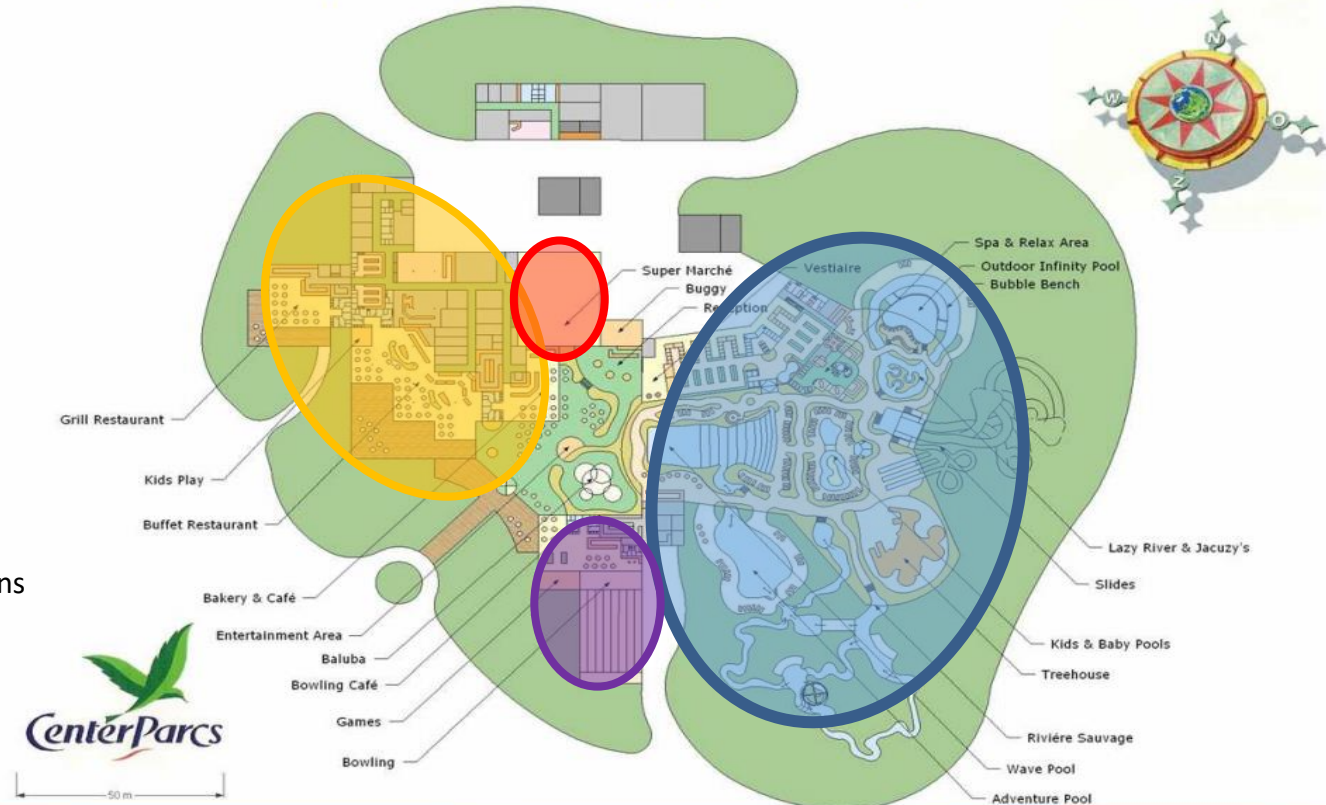 N
W
O
Z
Spa & Relax Area
Outdoor Infinity Pool
Bubble Bench
Vestiaire
Super Marché
Buggy
Reception
Grill Restaurant
Kids Play
Buffet Restaurant
ns
Bakery & Café
Entertainment Area
Baluba
Bowling Café
Games
Bowling
Lazy River & Jacuzy's
Slides
Kids & Baby Pools
Treehouse
Riviére Sauvage
Wave Pool
Adventure Pool
CenterParcs
50 m